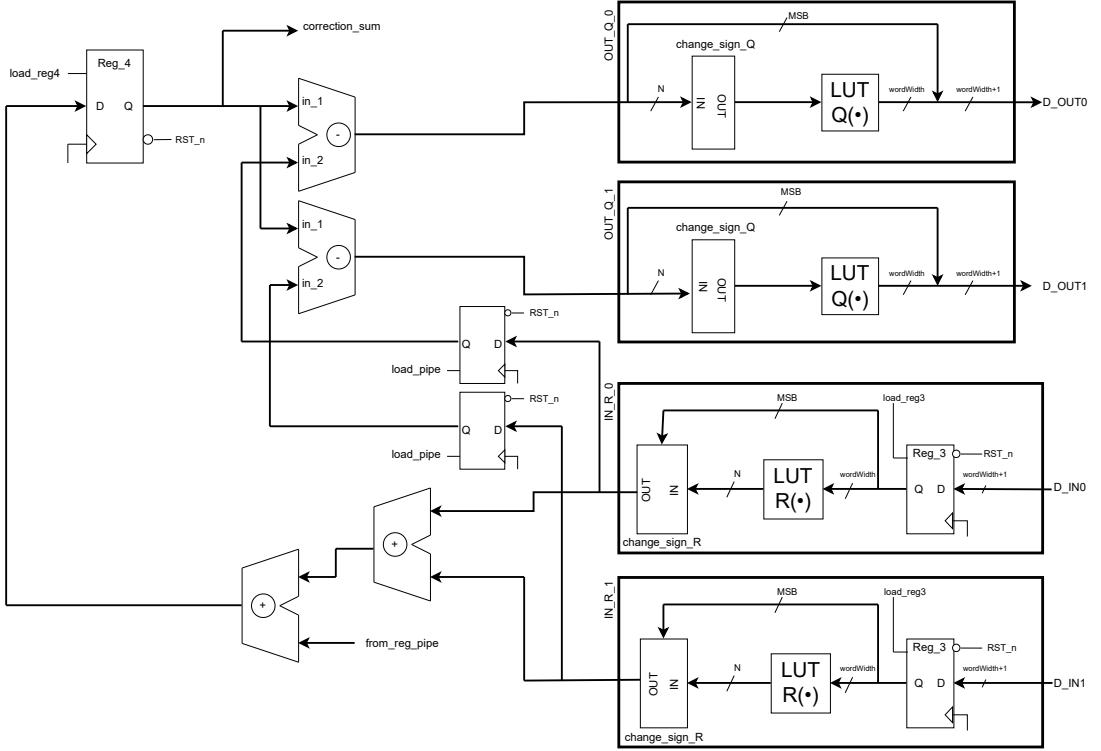 correction_sum
Reg_4
load_reg4
D
Q
RST_n
in_1
in_2
-
in_1
in_2
-
OUT_Q_0
MSB
change_sign_Q
N
IN
OUT
LUT
Q(•)
wordWidth
wordWidth+1
D_OUT0
OUT_Q_1
MSB
change_sign_Q
N
IN
OUT
LUT
Q(•)
wordWidth
wordWidth+1
D_OUT1
RST_n
Q
D
load_pipe
RST_n
Q
D
load_pipe
IN_R_0
MSB
load_reg3
OUT
IN
N
LUT
R(•)
wordWidth
Reg_3
RST_n
Q
D
wordWidth+1
D_IN0
change_sign_R
+
+
from_reg_pipe
IN_R_1
MSB
load_reg3
OUT
IN
N
LUT
R(•)
wordWidth
Reg_3
RST_n
Q
D
wordWidth+1
D_IN1
change_sign_R